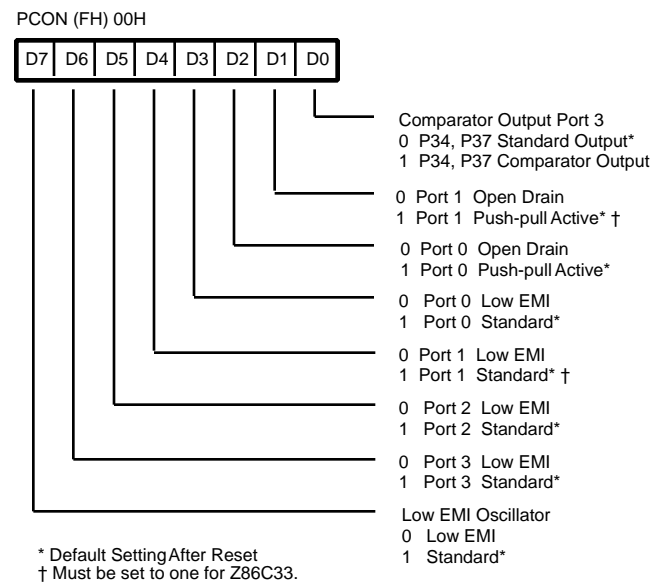 PCON (FH) 00H
D7 D6 D5 D4 D3 D2 D1 D0
Comparator Output Port 3
0 P34, P37 Standard Output*
1 P34, P37 Comparator Output
0 Port 1 Open Drain
1 Port 1 Push-pull Active* †
0 Port 0 Open Drain
1 Port 0 Push-pull Active*
0 Port 0 Low EMI
1 Port 0 Standard*
0 Port 1 Low EMI
1 Port 1 Standard* †
0 Port 2 Low EMI
1 Port 2 Standard*
0 Port 3 Low EMI
1 Port 3 Standard*
Low EMI Oscillator
0 Low EMI
1 Standard*
* Default Setting After Reset
† Must be set to one for Z86C33.